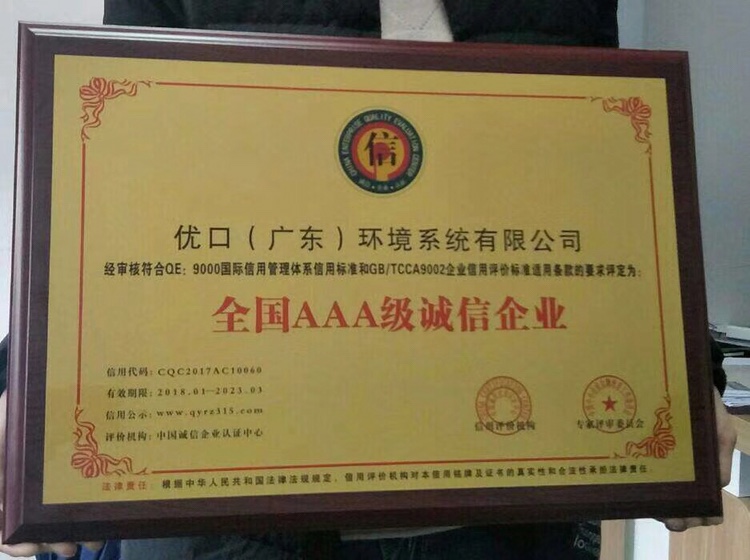 CHINA ENTERPRISE QUALITY EVALUATION CENTER
信
优口（广东）环境系统有限公司
经审核符合QE：9000国际信用管理体系信用标准和GB/TCCA9002企业信用评价标准适用条款的要求评定为：
全国AAA级诚信企业
信用代码：CQC2017AC10060
有效期限：2018.01—2023.03
信用公示：www.qyrz315.com
评价机构：中国诚信企业认证中心
信用评价机构
专家评审委员会
法律责任：根据中华人民共和国法律法规规定，信用评价机构对本信用铭牌及证书的真实性和合法性承担法律责任。